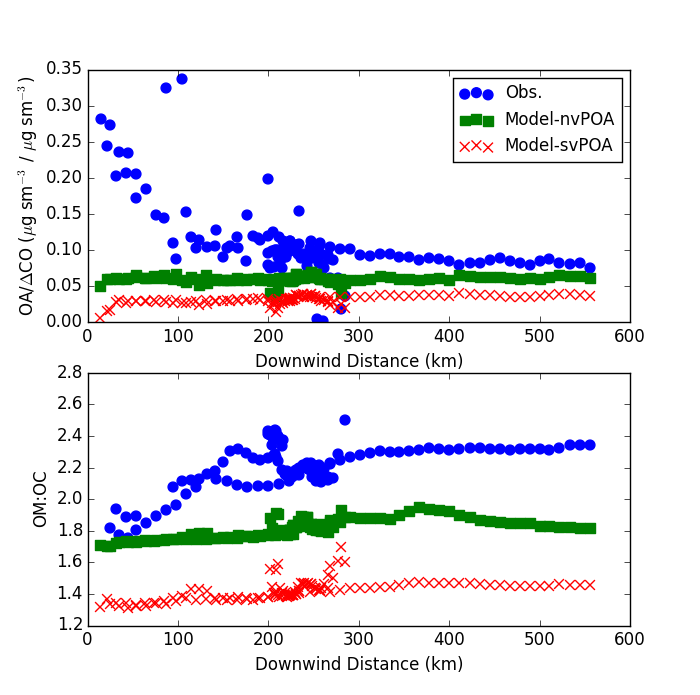 0.35
0.30
0.25
0.20
0.15
0.10
0.05
0.00
OA/ΔCO (μg sm⁻³ / μg sm⁻³)
Obs.
Model-nvPOA
Model-svPOA
0 100 200 300 400 500 600
Downwind Distance (km)
2.8
2.6
2.4
2.2
2.0
1.8
1.6
1.4
1.2
OM:OC
0 100 200 300 400 500 600
Downwind Distance (km)